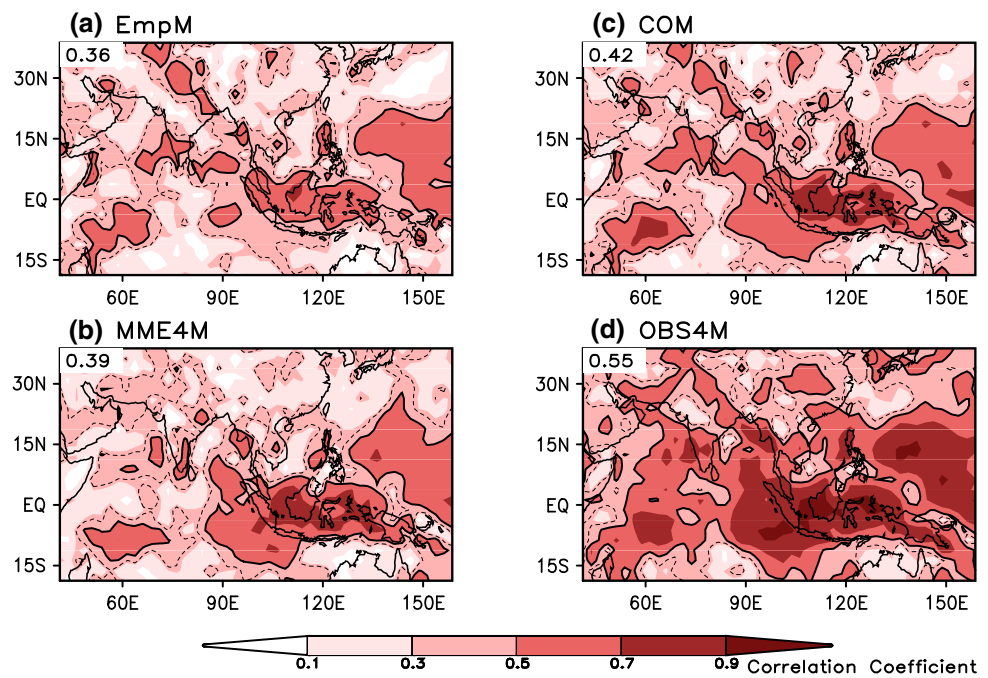 (a) EmpM
0.36
30N
15N
EQ
15S
60E 90E 120E 150E
(c) COM
0.42
30N
15N
EQ
15S
60E 90E 120E 150E
(b) MME4M
0.39
30N
15N
EQ
15S
60E 90E 120E 150E
(d) OBS4M
0.55
30N
15N
EQ
15S
60E 90E 120E 150E
0.1 0.3 0.5 0.7 0.9 Correlation Coefficient